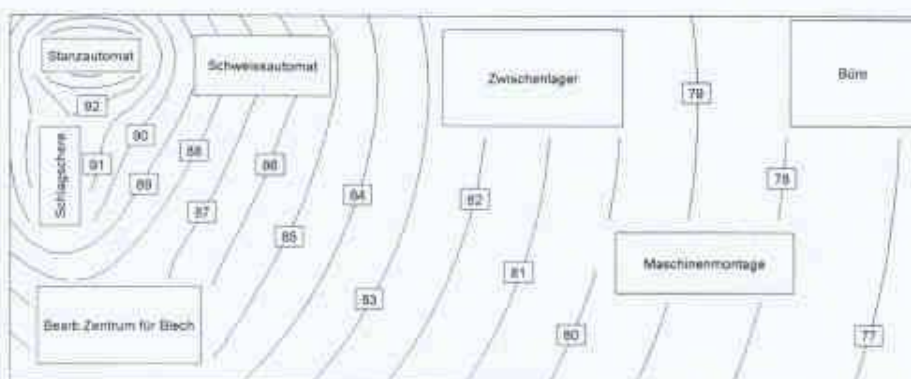 Stanzautomat
Schweissautomat
Zwischenlager
Büro
79
92
90
Schlagschere
91
88
86
78
89
84
82
87
85
Maschinenmontage
81
83
80
77
Bearb. Zentrum für Blech